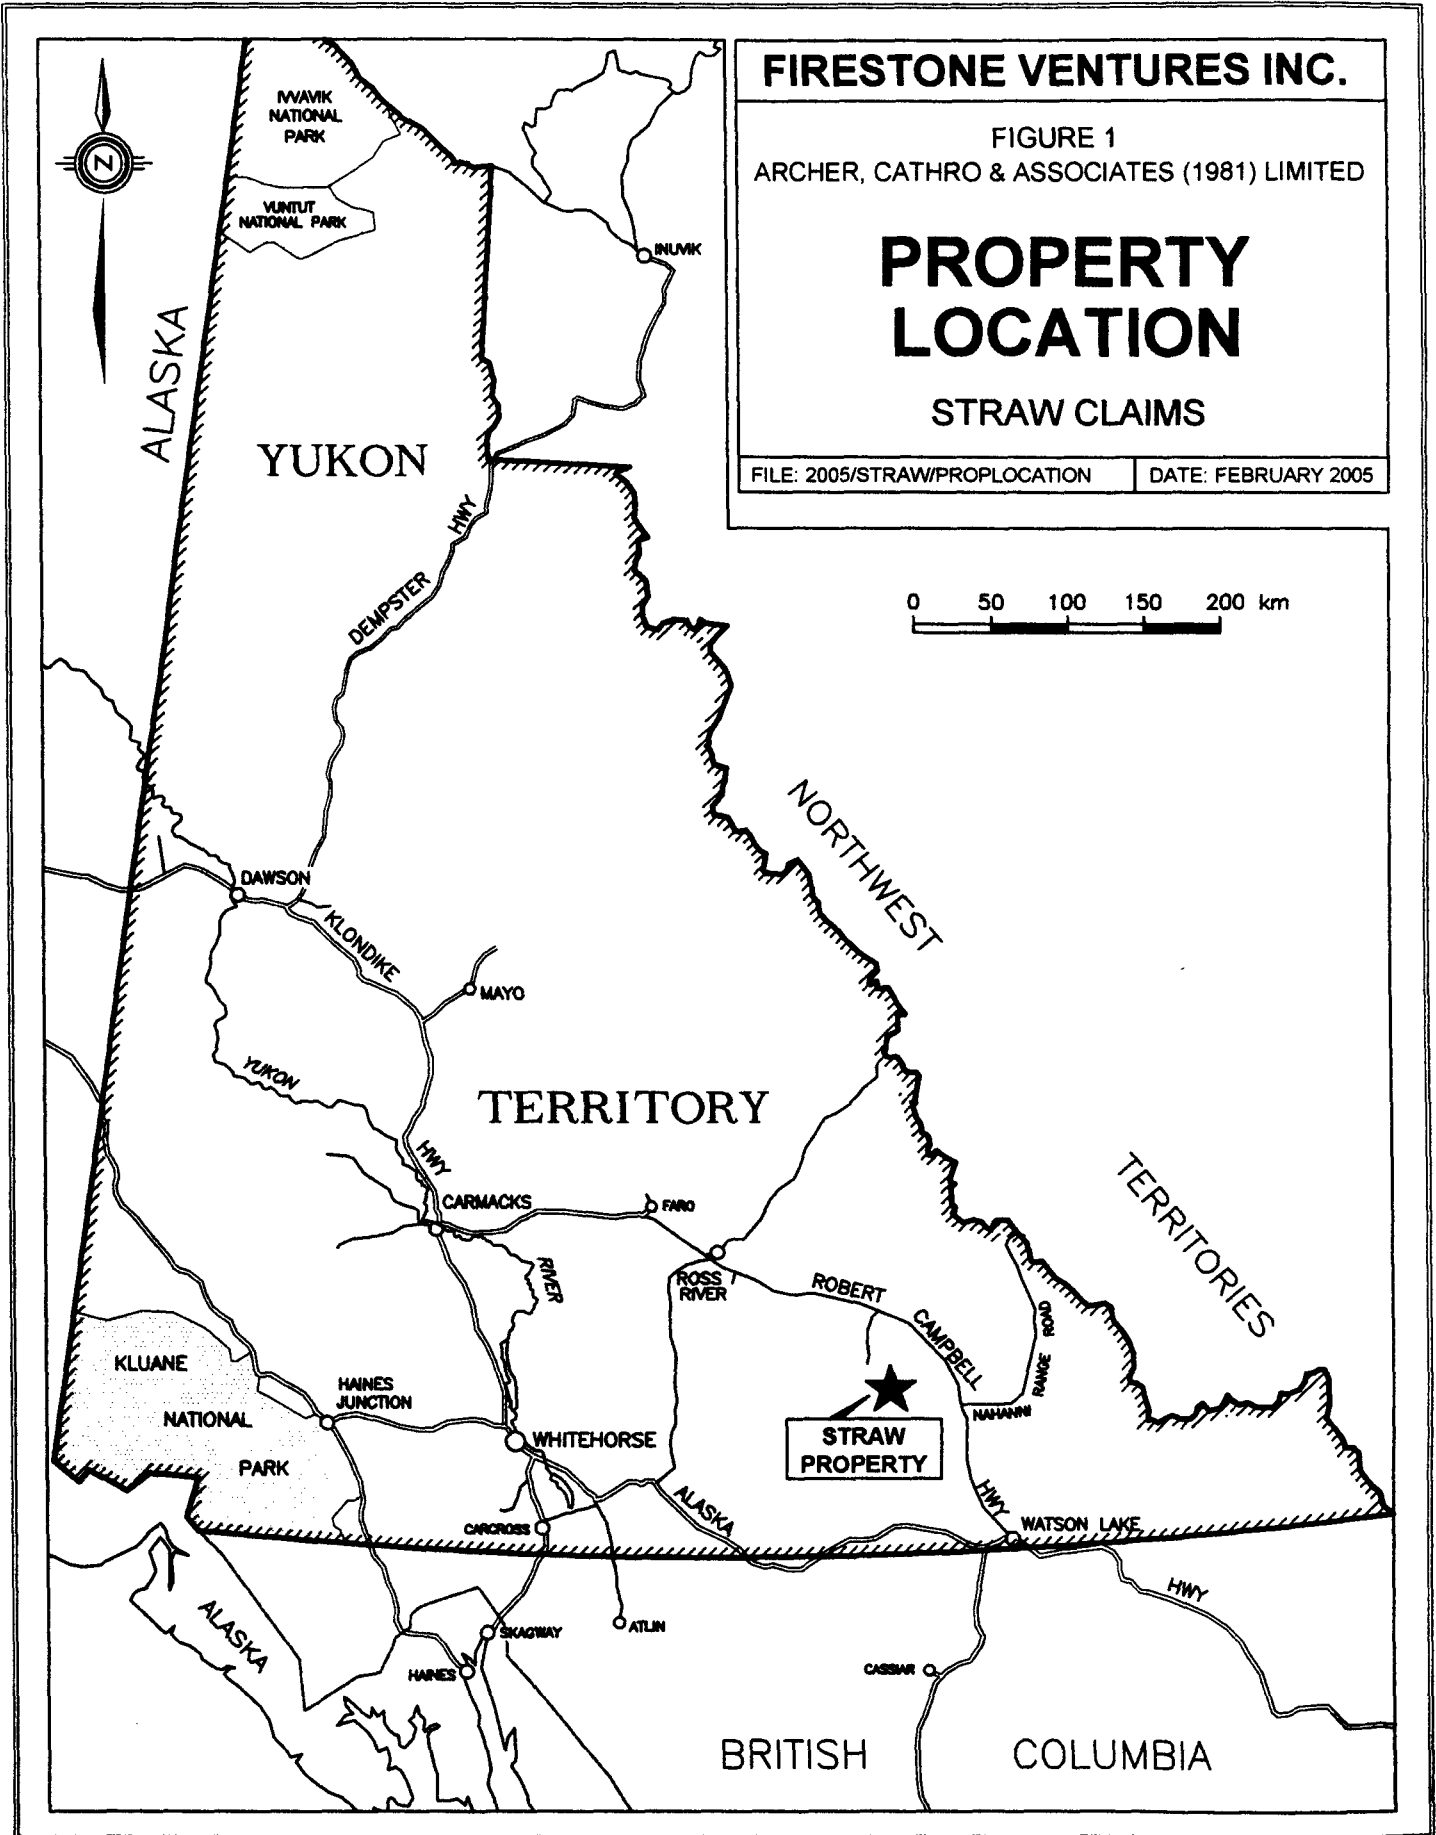 FIRESTONE VENTURES INC.
FIGURE 1
ARCHER, CATHRO & ASSOCIATES (1981) LIMITED
PROPERTY
LOCATION
STRAW CLAIMS
FILE: 2005/STRAW/PROPLOCATION
DATE: FEBRUARY 2005
0 50 100 150 200 km
IVVAVIK
NATIONAL
PARK
VUNTUT
NATIONAL PARK
N
INUVIK
ALASKA
YUKON
DEMPSTER HWY
NORTHWEST
TERRITORIES
DAWSON
KLONDIKE
HWY
MAYO
YUKON
RIVER
TERRITORY
CARMACKS
FARO
ROSS
RIVER
ROBERT
CAMPBELL
HWY
NAHANNI
RANGE ROAD
KLUANE
NATIONAL
PARK
HAINES
JUNCTION
WHITEHORSE
STRAW
PROPERTY
ALASKA
HWY
WATSON LAKE
CARCROSS
ALASKA
SKAGWAY
ATLIN
HAINES
CASSIAR
BRITISH COLUMBIA